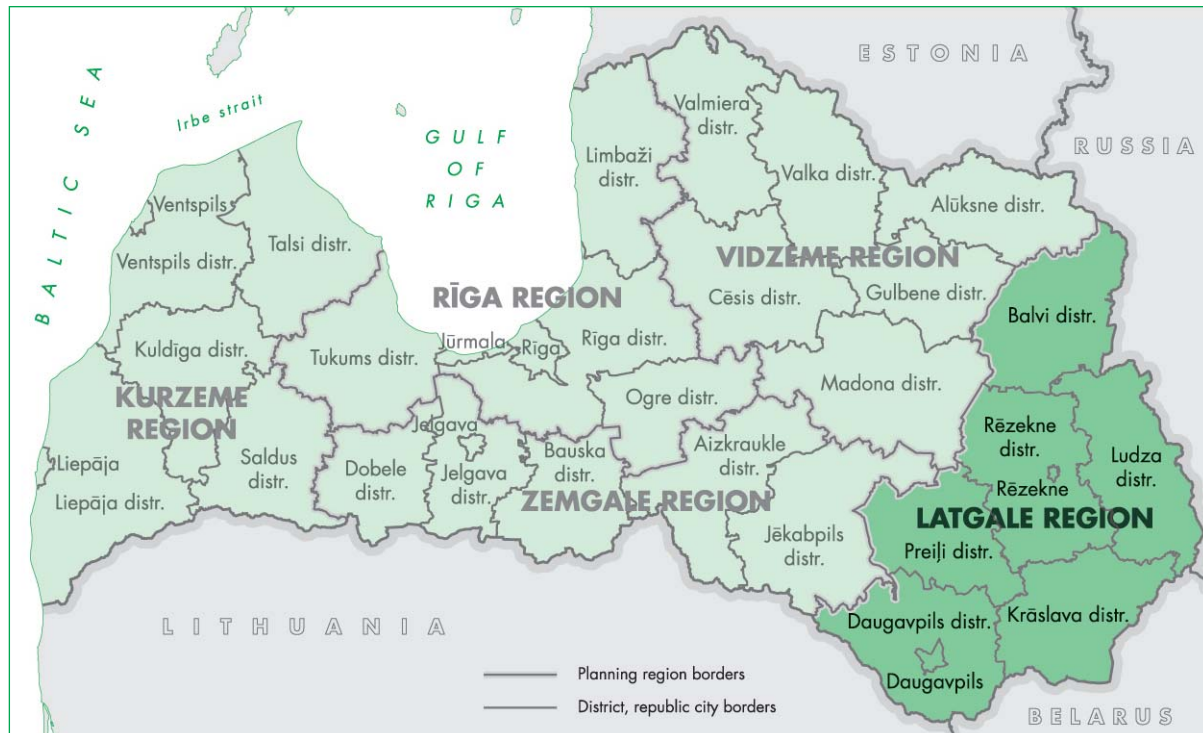 ESTONIA
RUSSIA
BALTIC SEA
Irbe strait
GULF
OF
RIGA
Limbaži
distr.
Valmiera
distr.
Valka distr.
Alūksne distr.
Ventspils
Ventspils distr.
Talsi distr.
VIDZEME REGION
Cēsis distr.
Gulbene distr.
RĪGA REGION
Balvi distr.
Jūrmala
Rīga
Rīga distr.
Kuldīga distr.
Tukums distr.
Ogre distr.
Madona distr.
KURZEME
REGION
Jelgava
Bauska
distr.
Aizkraukle
distr.
Rēzekne
distr.
Ludza
distr.
Liepāja
Liepāja distr.
Saldus
distr.
Dobele
distr.
Jelgava
distr.
ZEMGALE REGION
Rēzekne
LATGALE REGION
Jēkabpils
distr.
Preiļi distr.
LITHUANIA
Daugavpils distr.
Krāslava distr.
Daugavpils
Planning region borders
District, republic city borders
BELARUS